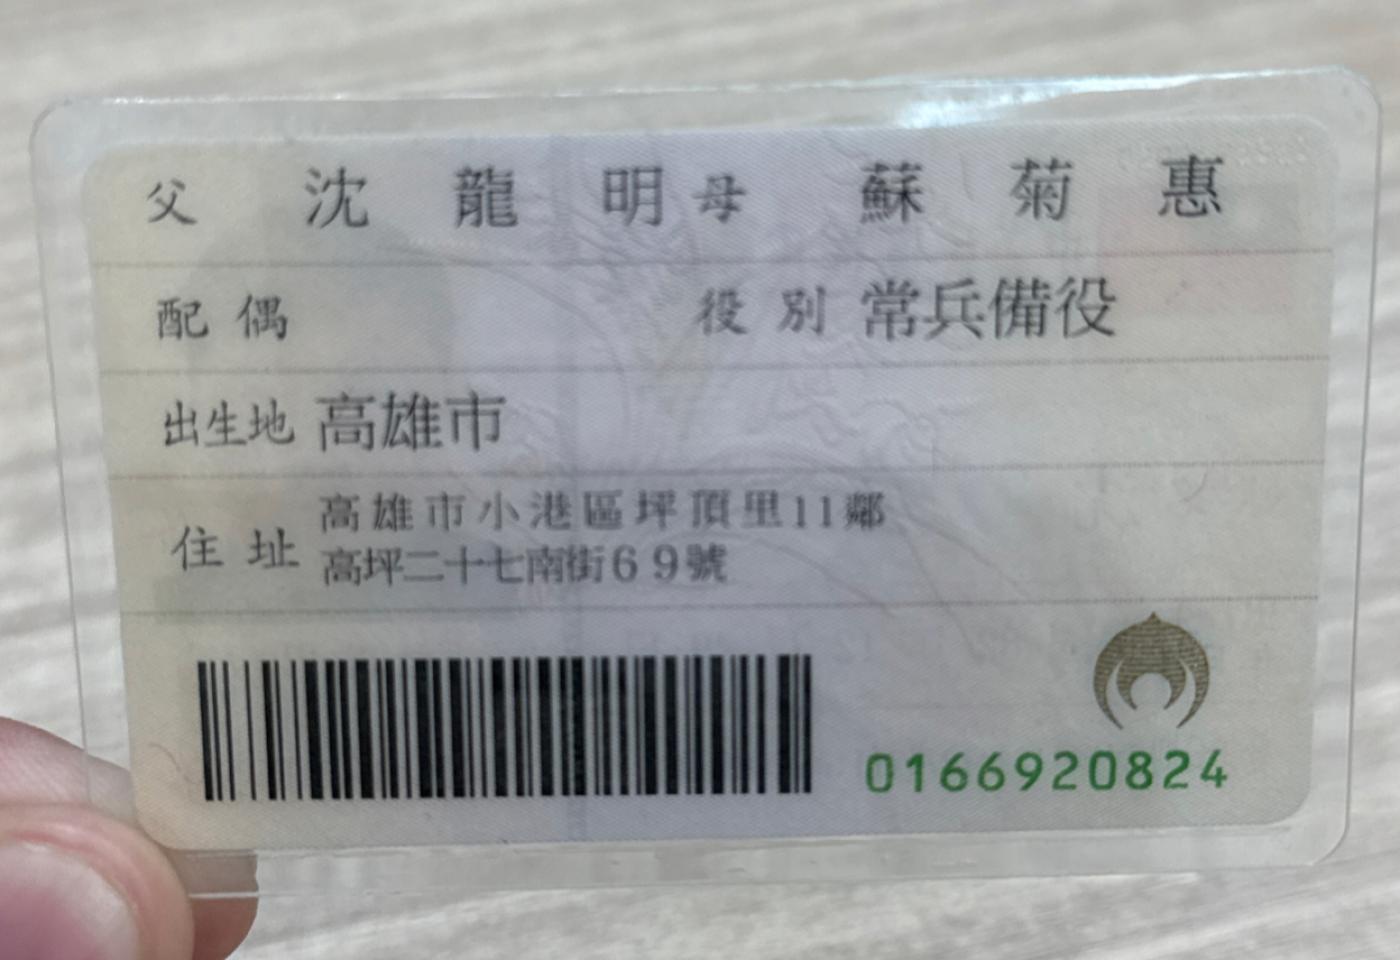 父 沈龍明 母 蘇菊惠
配偶 役別 常兵備役
出生地 高雄市
住址 高雄市小港區坪頂里11鄰
高坪二十七南街69號
0166920824